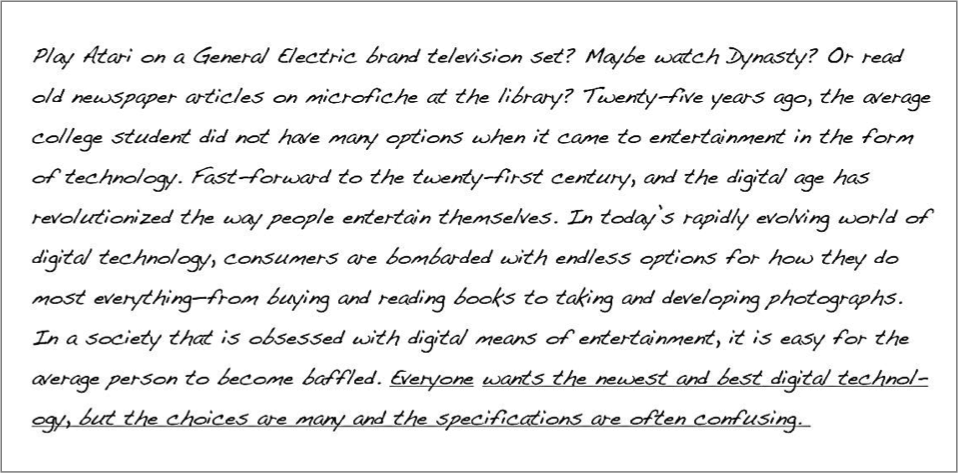 Play Atari on a General Electric brand television set? Maybe watch Dynasty? Or read
old newspaper articles on microfiche at the library? Twenty-five years ago, the average
college student did not have many options when it came to entertainment in the form
of technology. Fast-forward to the twenty-first century, and the digital age has
revolutionized the way people entertain themselves. In today's rapidly evolving world of
digital technology, consumers are bombarded with endless options for how they do
most everything—from buying and reading books to taking and developing photographs.
In a society that is obsessed with digital means of entertainment, it is easy for the
average person to become baffled. Everyone wants the newest and best digital technol-
ogy, but the choices are many and the specifications are often confusing.